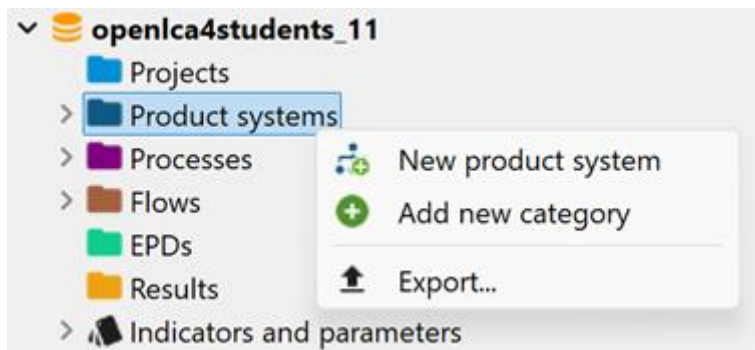 openlca4students_11
Projects
Product systems
Processes
Flows
EPDs
Results
Indicators and parameters
New product system
Add new category
Export...